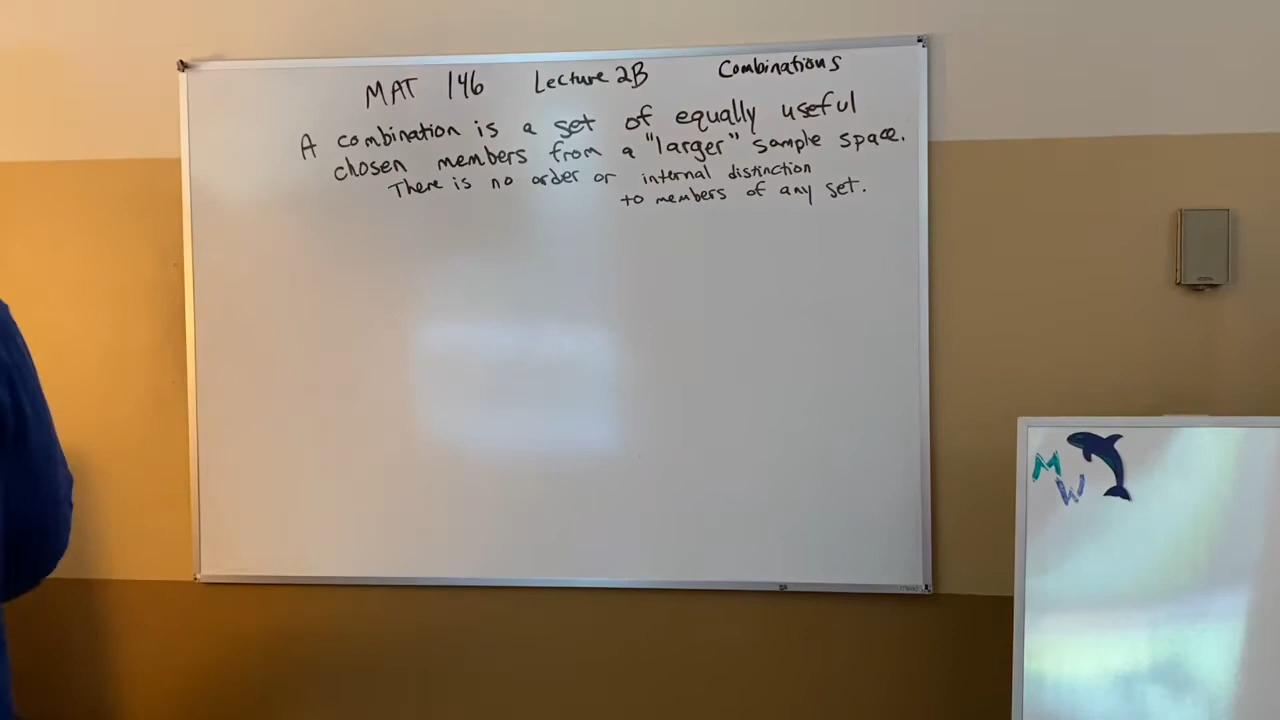 MAT 146 Lecture 2B Combinations
A combination is a set of equally useful
chosen members from a "larger" sample space.
There is no order or internal distinction
to members of any set.
M
W